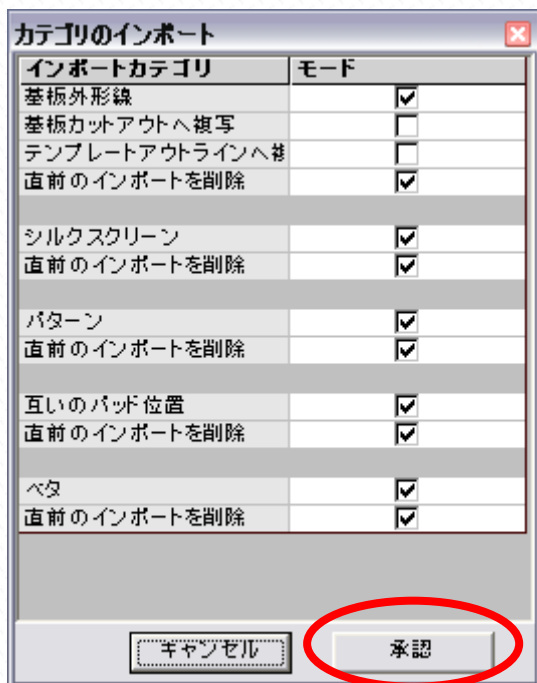 カテゴリのインポート
インポートカテゴリ モード
基板外形線
基板カットアウトへ複写
テンプレートアウトラインへ複
直前のインポートを削除
シルクスクリーン
直前のインポートを削除
パターン
直前のインポートを削除
互いのパッド位置
直前のインポートを削除
ベタ
直前のインポートを削除
キャンセル 承認